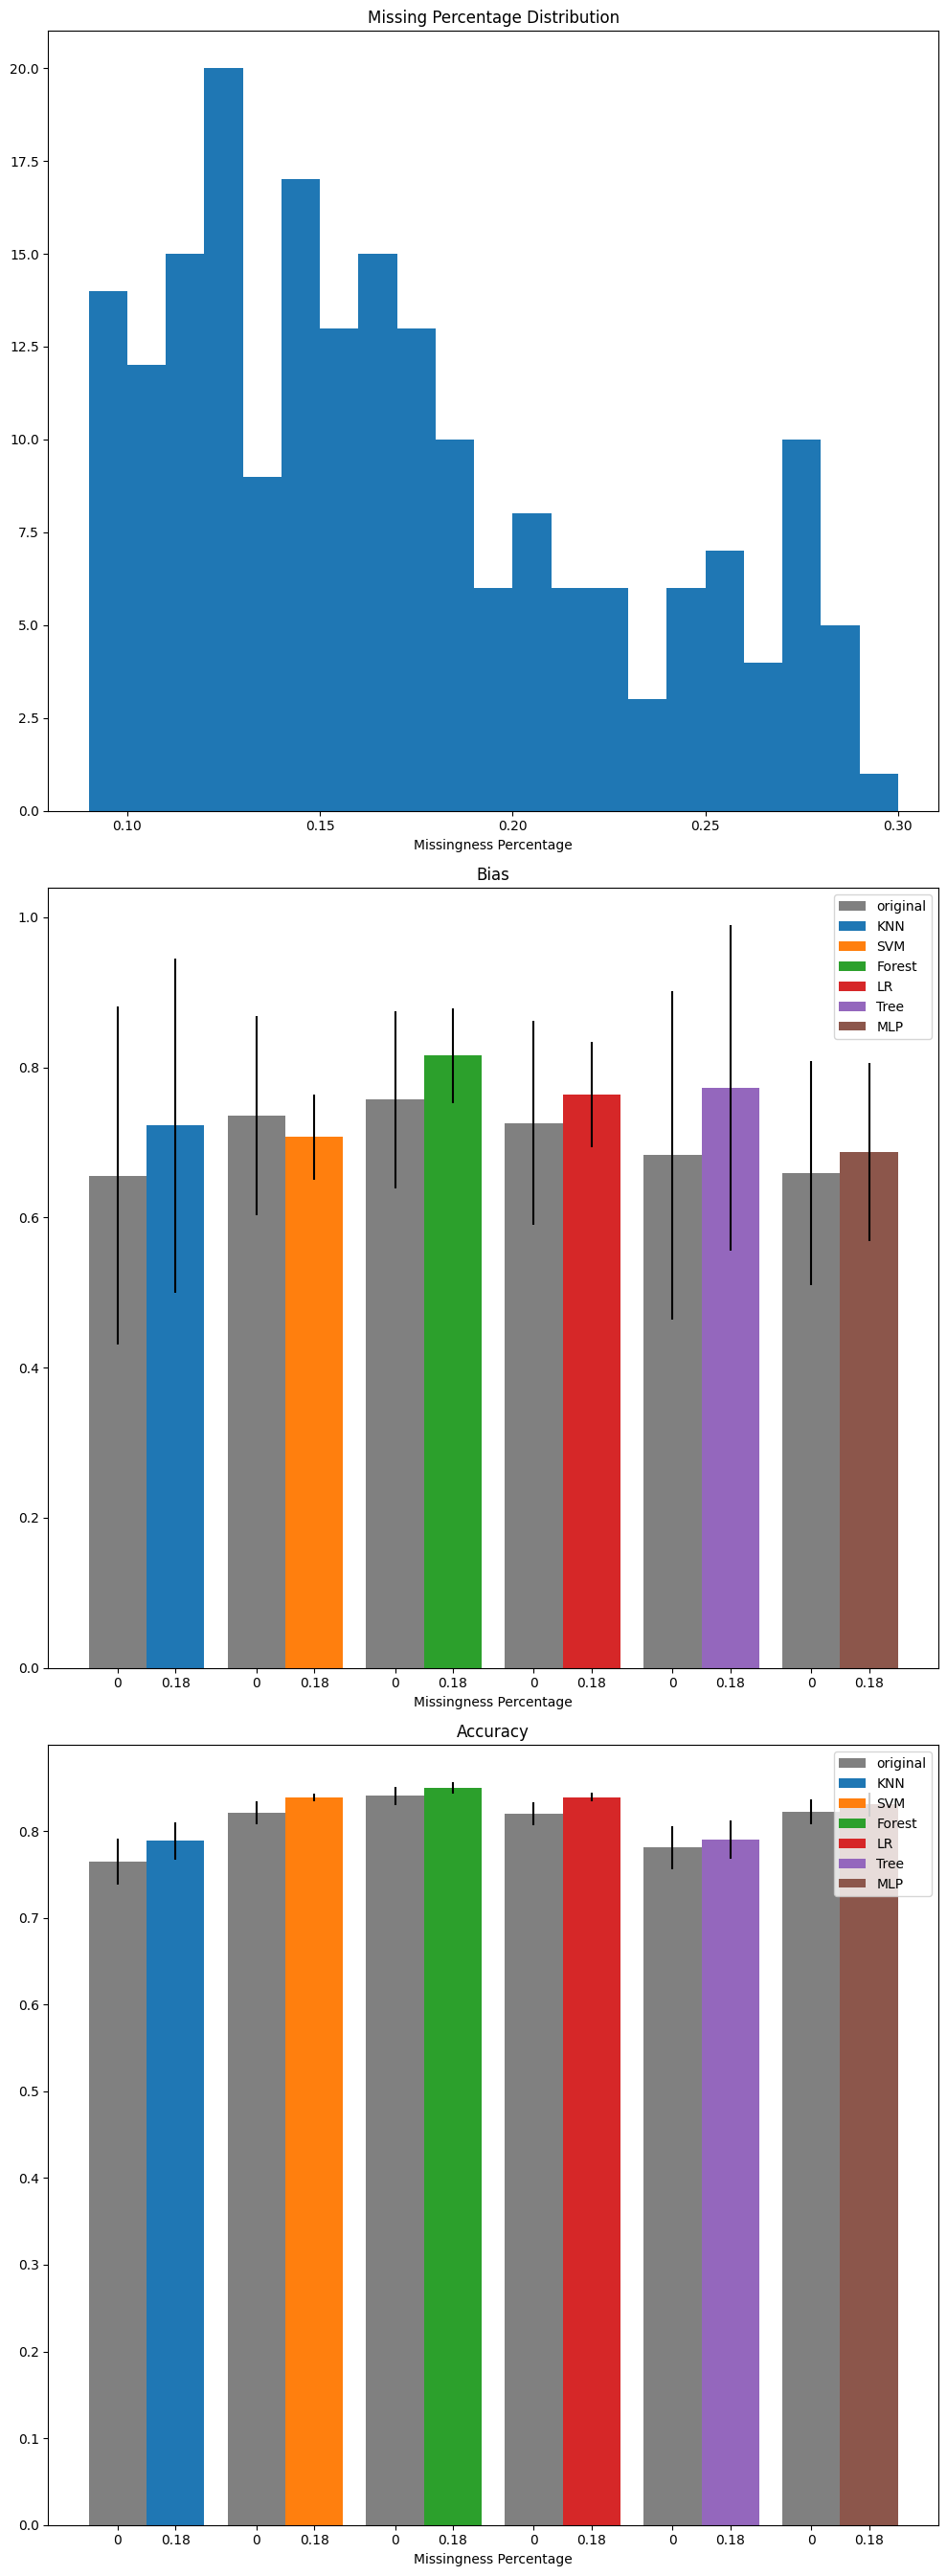 Missing Percentage Distribution
20.0
17.5
15.0
12.5
10.0
7.5
5.0
2.5
0.0
0.10 0.15 0.20 0.25 0.30
Missingness Percentage
Bias
original
KNN
SVM
Forest
LR
Tree
MLP
1.0
0.8
0.6
0.4
0.2
0.0
0 0.18 0 0.18 0 0.18 0 0.18 0 0.18 0 0.18
Missingness Percentage
Accuracy
original
KNN
SVM
Forest
LR
Tree
MLP
0.8
0.7
0.6
0.5
0.4
0.3
0.2
0.1
0.0
0 0.18 0 0.18 0 0.18 0 0.18 0 0.18 0 0.18
Missingness Percentage